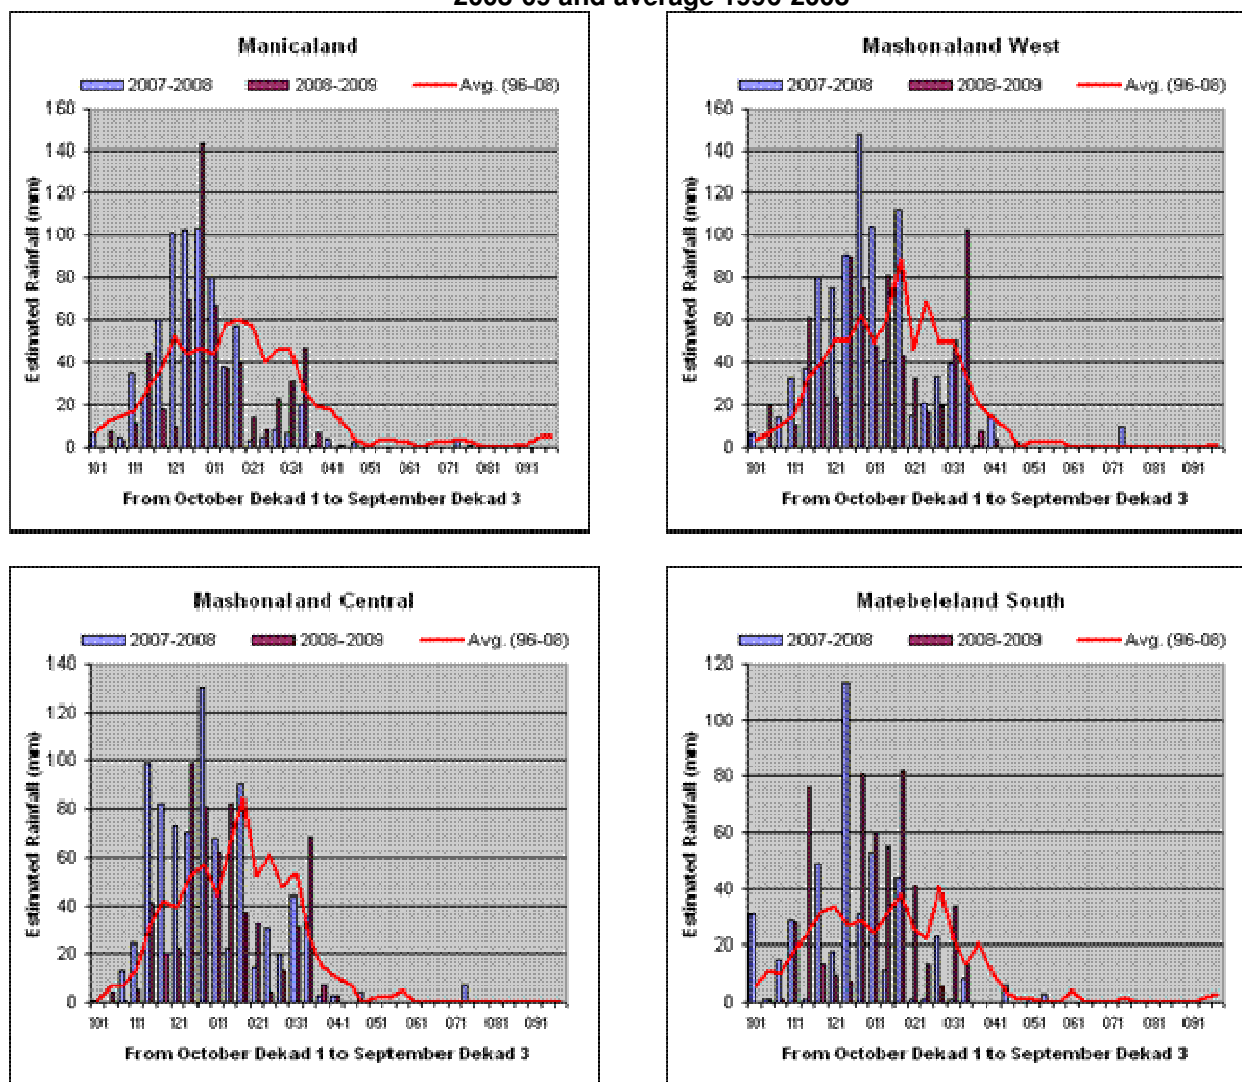 2008-09 and average 1996-2008
Manicaland
2007-2008 2008-2009 Avg. (96-08)
Estimated Rainfall (mm)
160
140
120
100
80
60
40
20
0
101 111 121 011 021 031 041 051 061 071 081 091
From October Dekad 1 to September Dekad 3
Mashonaland West
2007-2008 2008-2009 Avg. (96-08)
Estimated Rainfall (mm)
160
140
120
100
80
60
40
20
0
101 111 121 011 021 031 041 051 061 071 081 091
From October Dekad 1 to September Dekad 3
Mashonaland Central
2007-2008 2008-2009 Avg. (96-08)
Estimated Rainfall (mm)
140
120
100
80
60
40
20
0
101 111 121 011 021 031 041 051 061 071 081 091
From October Dekad 1 to September Dekad 3
Matebeleland South
2007-2008 2008-2009 Avg. (96-08)
Estimated Rainfall (mm)
120
100
80
60
40
20
0
101 111 121 011 021 031 041 051 061 071 081 091
From October Dekad 1 to September Dekad 3